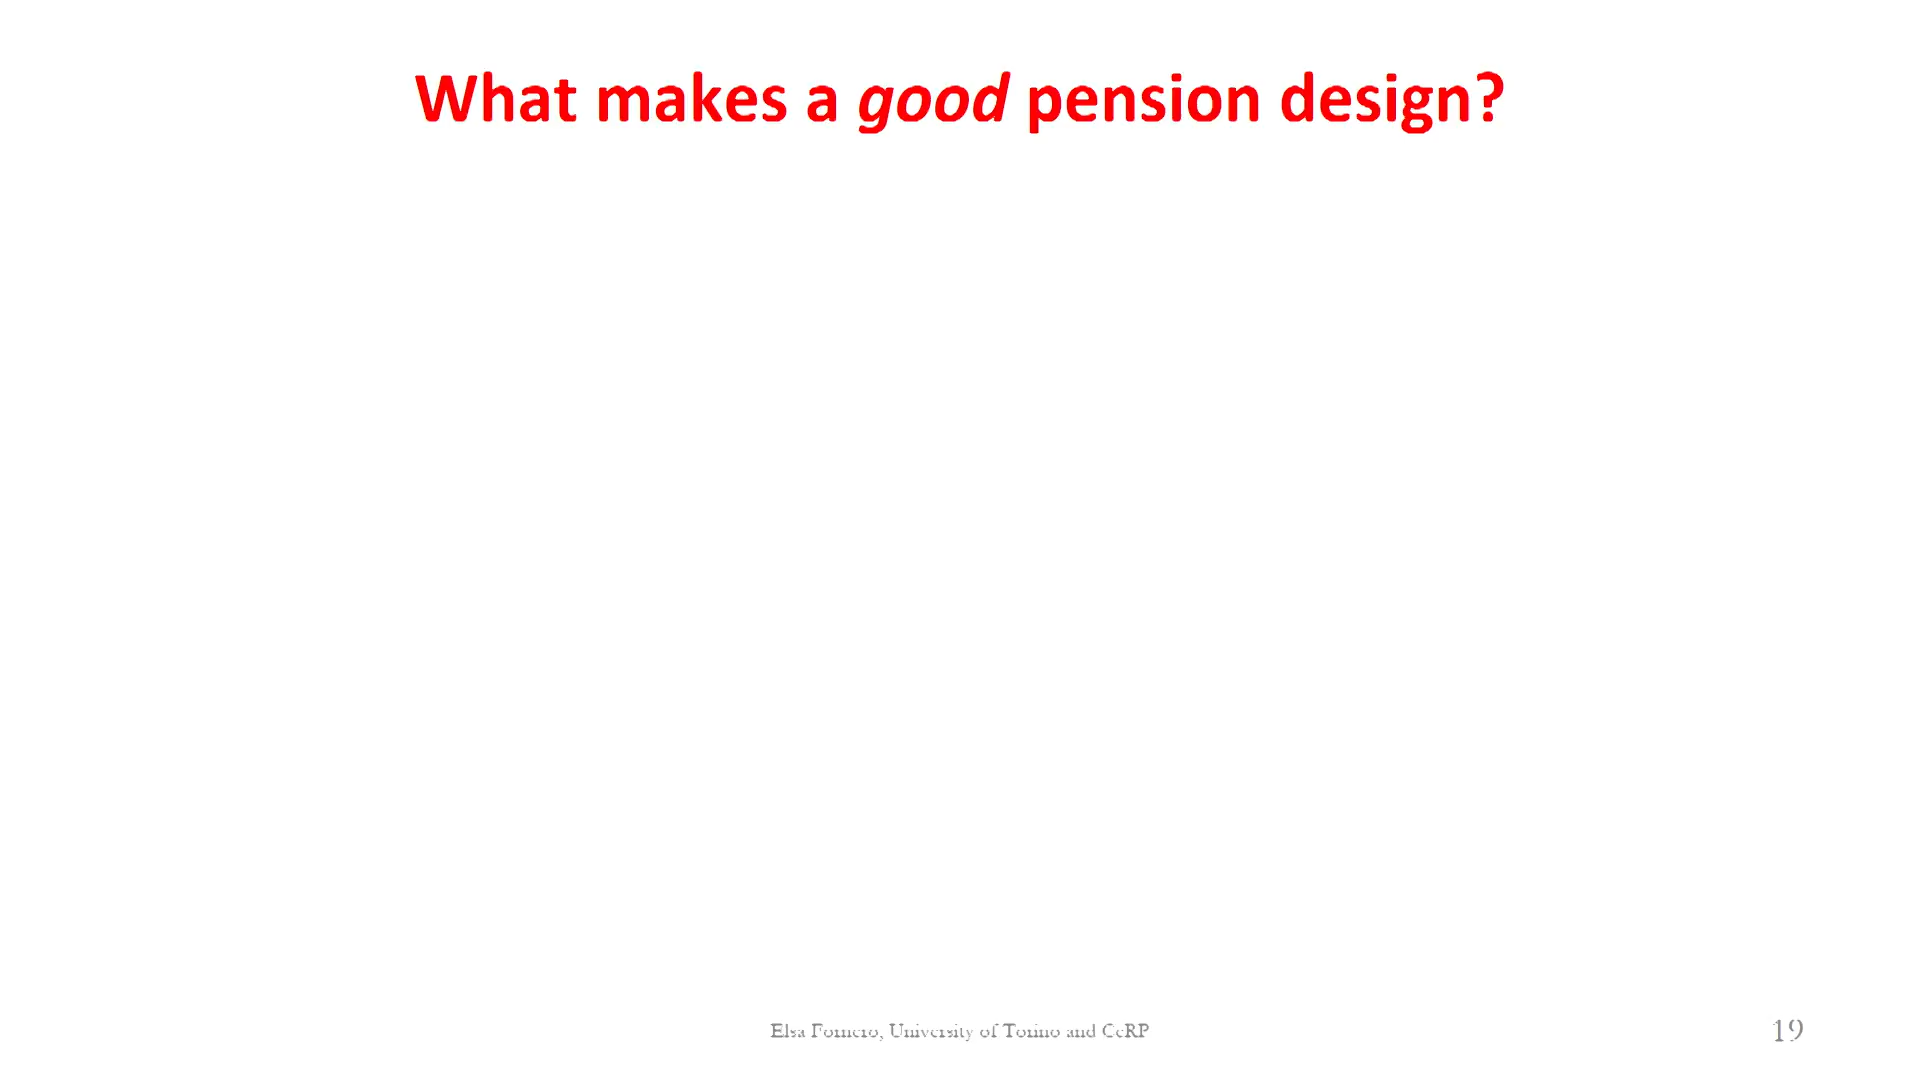 What makes a good pension design?
Elsa Fornero, University of Torino and CeRP
19